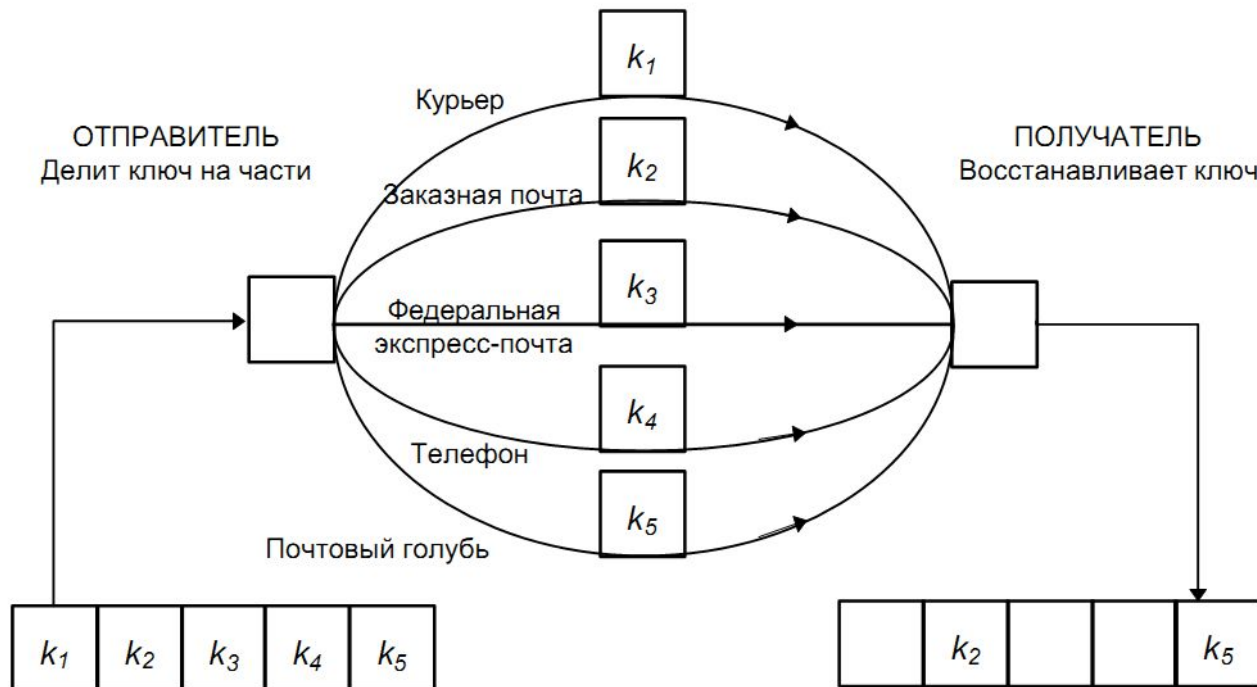 k1
Курьер
ОТПРАВИТЕЛЬ
Делит ключ на части
ПОЛУЧАТЕЛЬ
Восстанавливает ключ
k2
Заказная почта
k3
Федеральная
экспресс-почта
k4
Телефон
k5
Почтовый голубь
k1 k2 k3 k4 k5
k2 k5